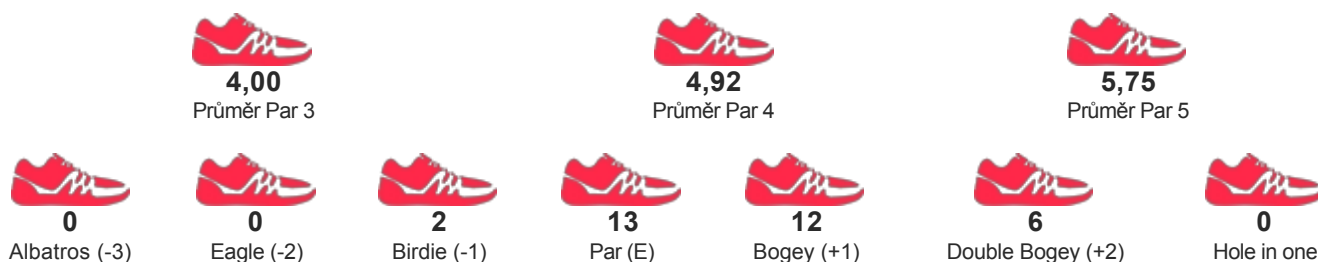 4,00
Průměr Par 3
4,92
Průměr Par 4
5,75
Průměr Par 5
0
Albatros (-3)
0
Eagle (-2)
2
Birdie (-1)
13
Par (E)
12
Bogey (+1)
6
Double Bogey (+2)
0
Hole in one